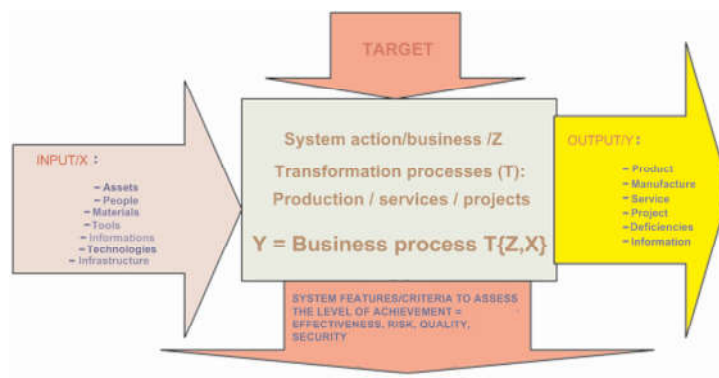 TARGET
System action/business /Z
Transformation processes (T):
Production / services / projects
Y = Business process T{Z,X}
INPUT/X :
– Assets
– People
– Materials
– Tools
– Informations
– Technologies
– Infrastructure
OUTPUT/Y:
– Product
– Manufacture
– Service
– Project
– Deficiencies
– Information
SYSTEM FEATURES/CRITERIA TO ASSESS
THE LEVEL OF ACHIEVEMENT =
EFFECTIVENESS, RISK, QUALITY,
SECURITY